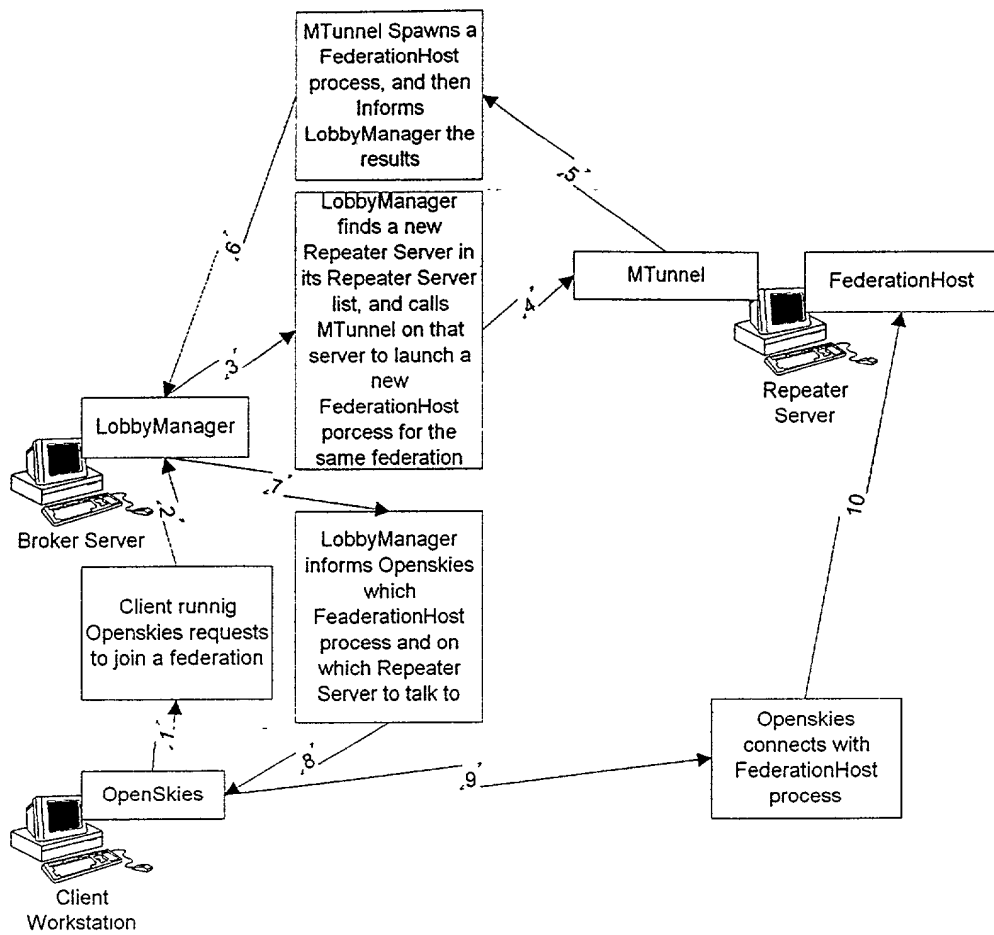 MTunnel Spawns a
FederationHost
process, and then
Informs
LobbyManager the
results
LobbyManager
finds a new
Repeater Server in
its Repeater Server
list, and calls
MTunnel on that
server to launch a
new
FederationHost
porcess for the
same federation
MTunnel
FederationHost
Repeater
Server
LobbyManager
Broker Server
Client runnig
Openskies requests
to join a federation
LobbyManager
informs Openskies
which
FeaderationHost
process and on
which Repeater
Server to talk to
Openskies
connects with
FederationHost
process
OpenSkies
Client
Workstation
,1'
,2'
,3'
,4'
,5'
,6'
,7'
,8'
,9'
10